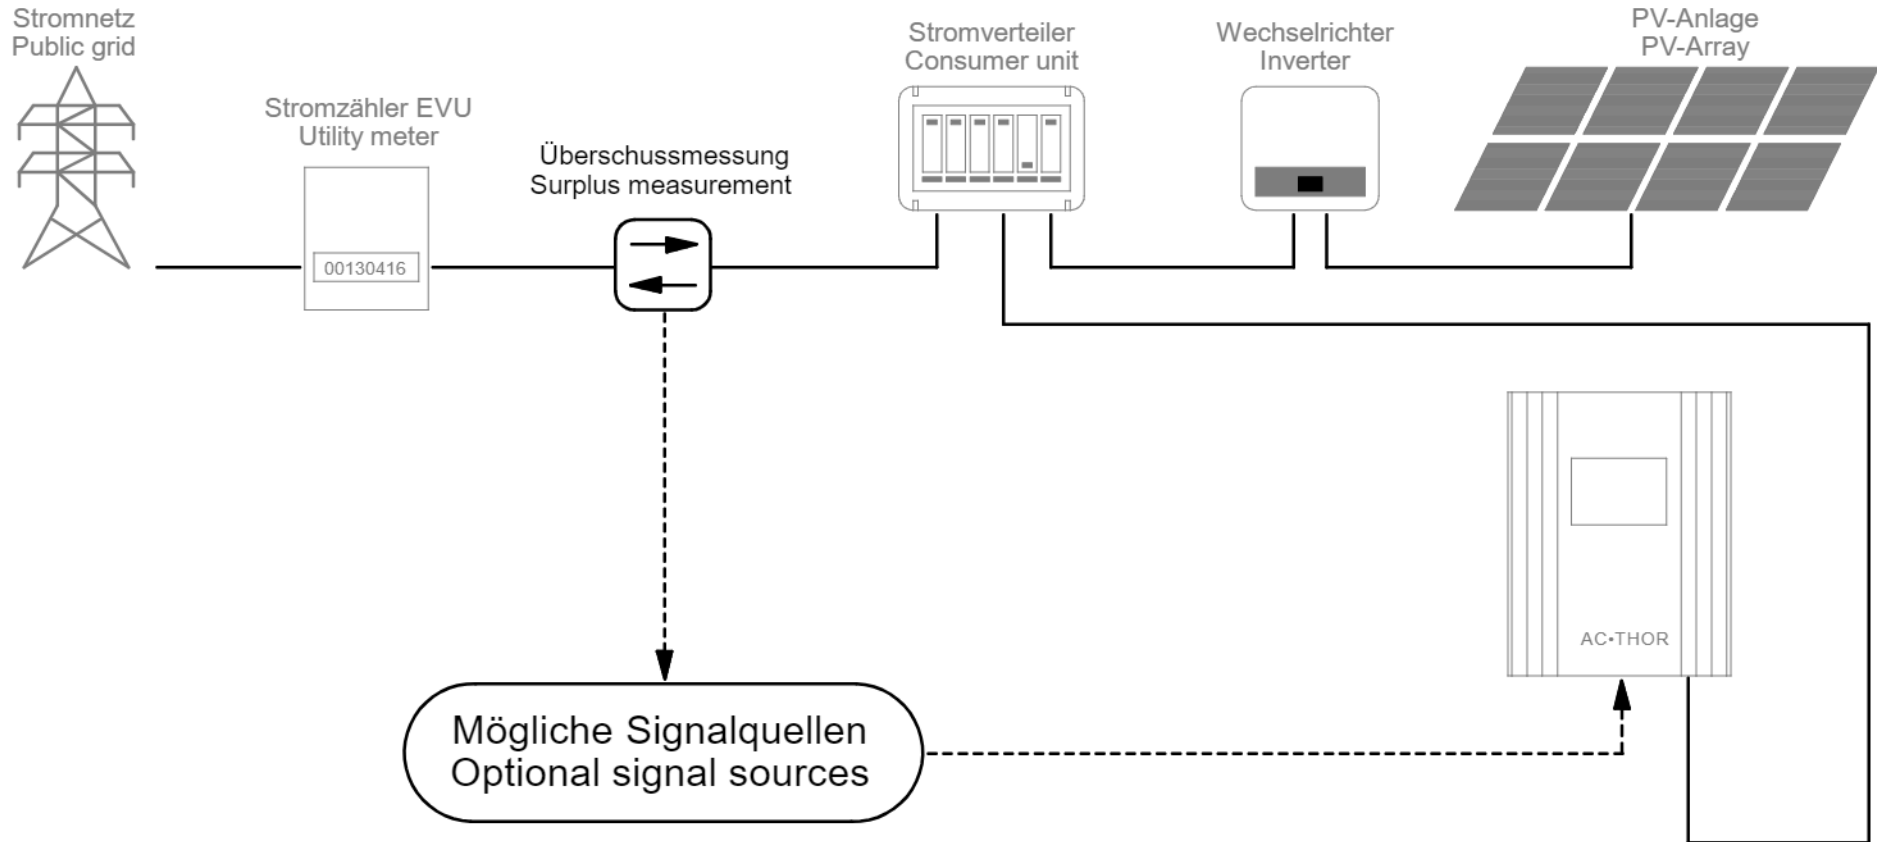 Stromnetz
Public grid
Stromzähler EVU
Utility meter
00130416
Überschussmessung
Surplus measurement
Stromverteiler
Consumer unit
Wechselrichter
Inverter
PV-Anlage
PV-Array
AC•THOR
Mögliche Signalquellen
Optional signal sources